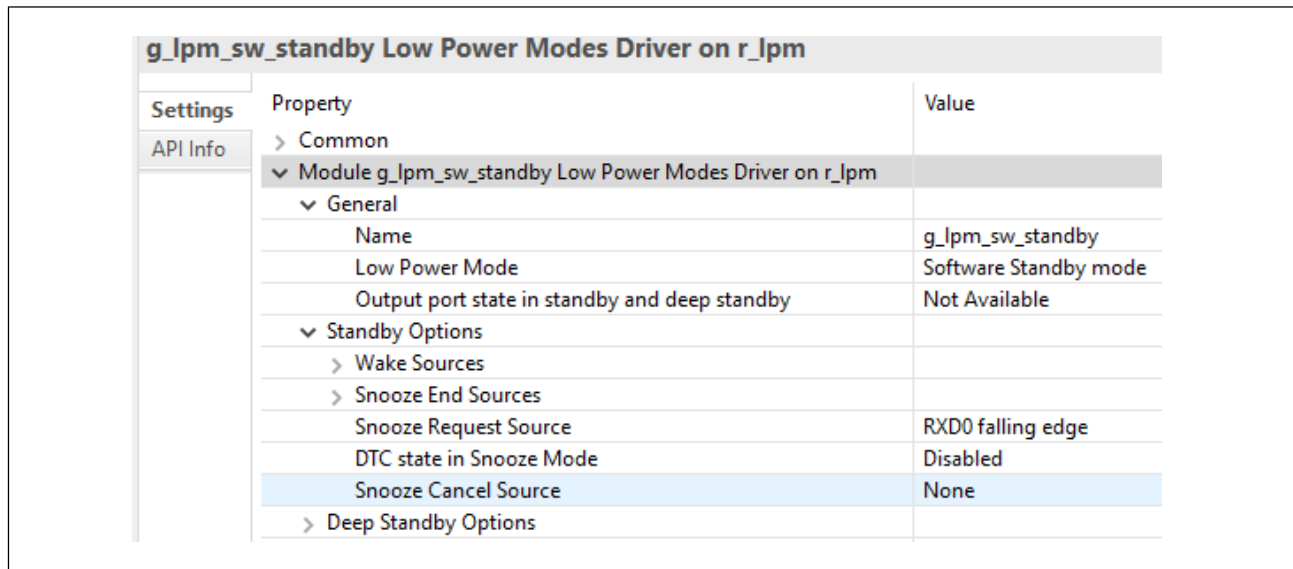 g_lpm_sw_standby Low Power Modes Driver on r_lpm
Settings
Property Value
API Info
Common
Module g_lpm_sw_standby Low Power Modes Driver on r_lpm
General
Name g_lpm_sw_standby
Low Power Mode Software Standby mode
Output port state in standby and deep standby Not Available
Standby Options
Wake Sources
Snooze End Sources
Snooze Request Source RXD0 falling edge
DTC state in Snooze Mode Disabled
Snooze Cancel Source None
Deep Standby Options